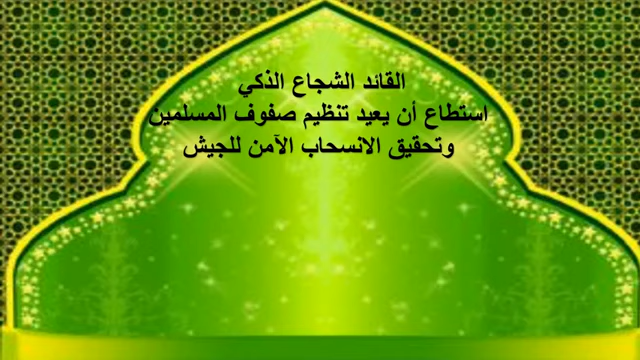 القائد الشجاع الذكي
استطاع أن يعيد تنظيم صفوف المسلمين
وتحقيق الانسحاب الآمن للجيش